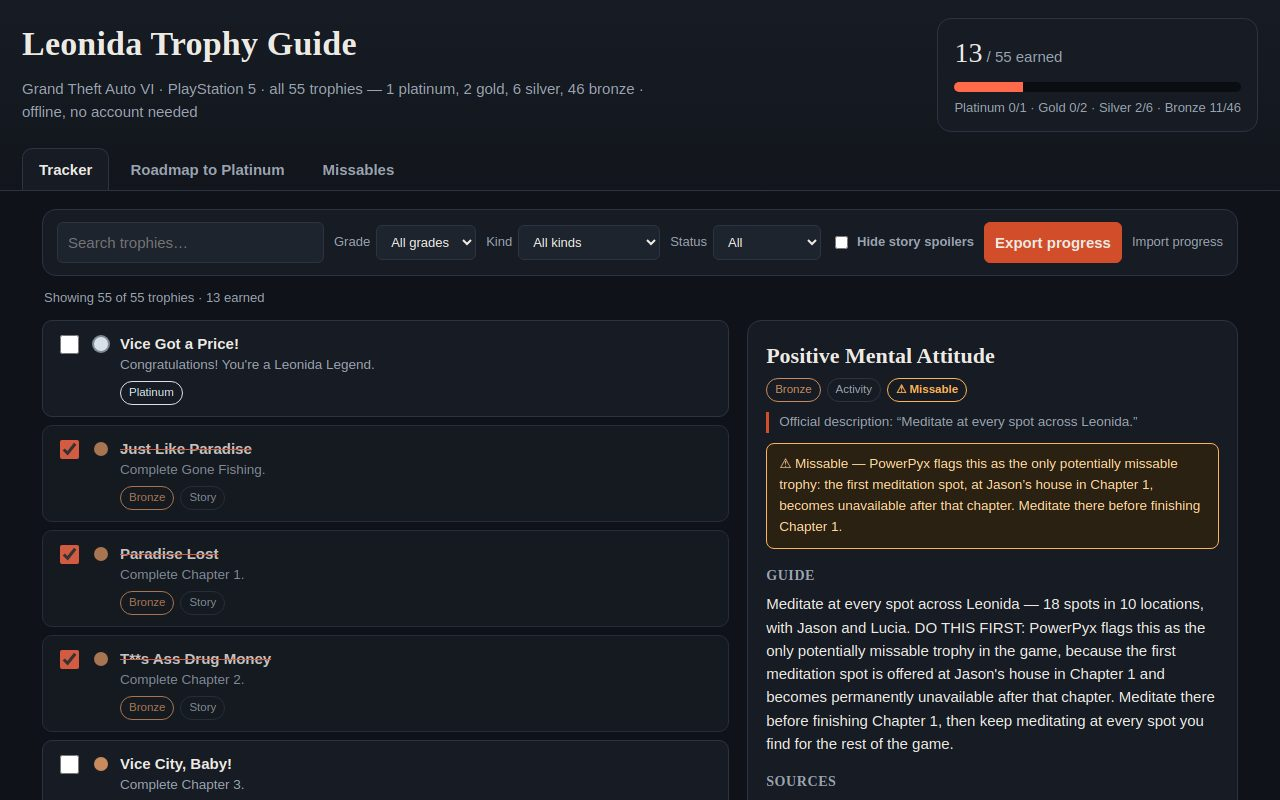 Leonida Trophy Guide
Grand Theft Auto VI · PlayStation 5 · all 55 trophies — 1 platinum, 2 gold, 6 silver, 46 bronze ·
offline, no account needed
13 / 55 earned
Platinum 0/1 · Gold 0/2 · Silver 2/6 · Bronze 11/46
Tracker
Roadmap to Platinum
Missables
Search trophies…
Grade
All grades
Kind
All kinds
Status
All
Hide story spoilers
Export progress
Import progress
Showing 55 of 55 trophies · 13 earned
Vice Got a Price!
Congratulations! You're a Leonida Legend.
Platinum
Just Like Paradise
Complete Gone Fishing.
Bronze
Story
Paradise Lost
Complete Chapter 1.
Bronze
Story
T**s Ass Drug Money
Complete Chapter 2.
Bronze
Story
Vice City, Baby!
Complete Chapter 3.
Positive Mental Attitude
Bronze
Activity
⚠ Missable
Official description: “Meditate at every spot across Leonida.”
⚠ Missable — PowerPyx flags this as the only potentially missable
trophy: the first meditation spot, at Jason’s house in Chapter 1,
becomes unavailable after that chapter. Meditate there before finishing
Chapter 1.
GUIDE
Meditate at every spot across Leonida — 18 spots in 10 locations,
with Jason and Lucia. DO THIS FIRST: PowerPyx flags this as the
only potentially missable trophy in the game, because the first
meditation spot is offered at Jason's house in Chapter 1 and
becomes permanently unavailable after that chapter. Meditate there
before finishing Chapter 1, then keep meditating at every spot you
find for the rest of the game.
SOURCES